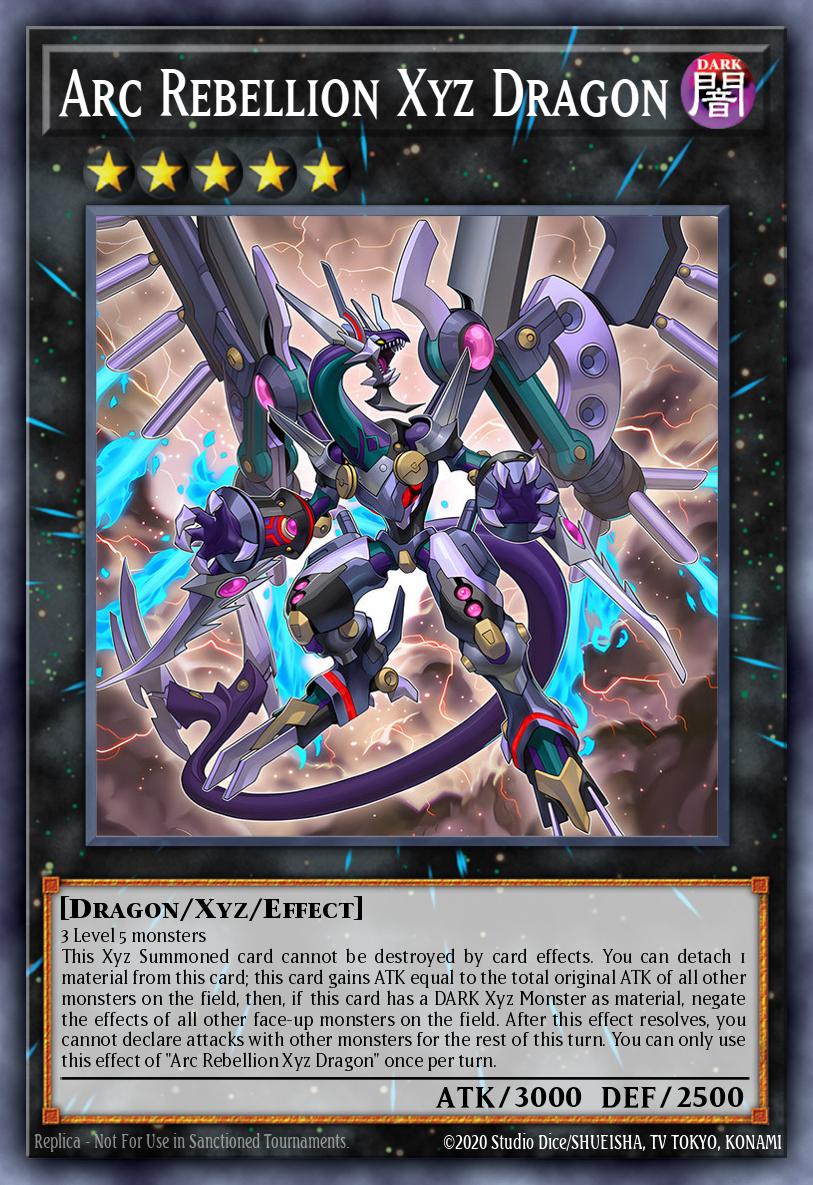 Arc Rebellion Xyz Dragon
DARK
闇
[Dragon/Xyz/Effect]
3 Level 5 monsters
This Xyz Summoned card cannot be destroyed by card effects. You can detach 1
material from this card; this card gains ATK equal to the total original ATK of all other
monsters on the field, then, if this card has a DARK Xyz Monster as material, negate
the effects of all other face-up monsters on the field. After this effect resolves, you
cannot declare attacks with other monsters for the rest of this turn. You can only use
this effect of "Arc Rebellion Xyz Dragon" once per turn.
ATK/3000 DEF/2500
Replica - Not For Use in Sanctioned Tournaments.
©2020 Studio Dice/SHUEISHA, TV TOKYO, KONAMI